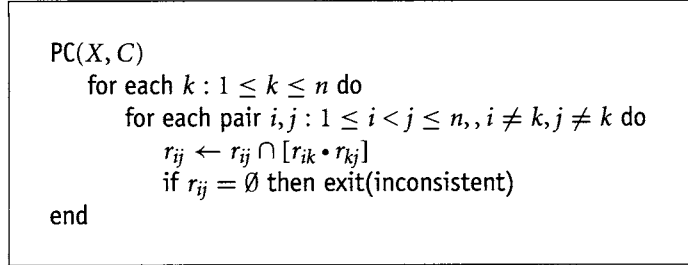 PC(X, C)
for each k : 1 ≤ k ≤ n do
for each pair i, j : 1 ≤ i < j ≤ n,, i ≠ k, j ≠ k do
r_ij ← r_ij ∩ [r_ik • r_kj]
if r_ij = ∅ then exit(inconsistent)
end